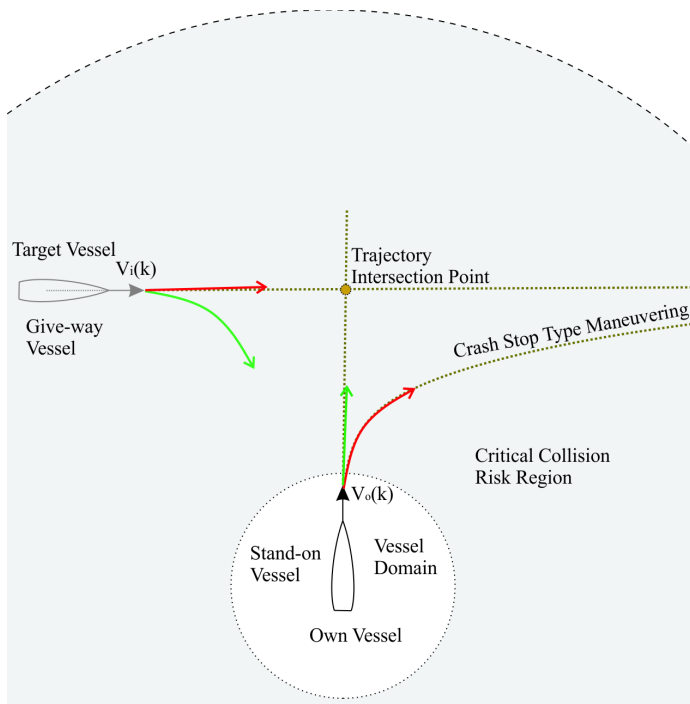 Target Vessel
Vi(k)
Give-way
Vessel
Trajectory
Intersection Point
Crash Stop Type Maneuvering
Critical Collision
Risk Region
Vo(k)
Stand-on
Vessel
Vessel
Domain
Own Vessel